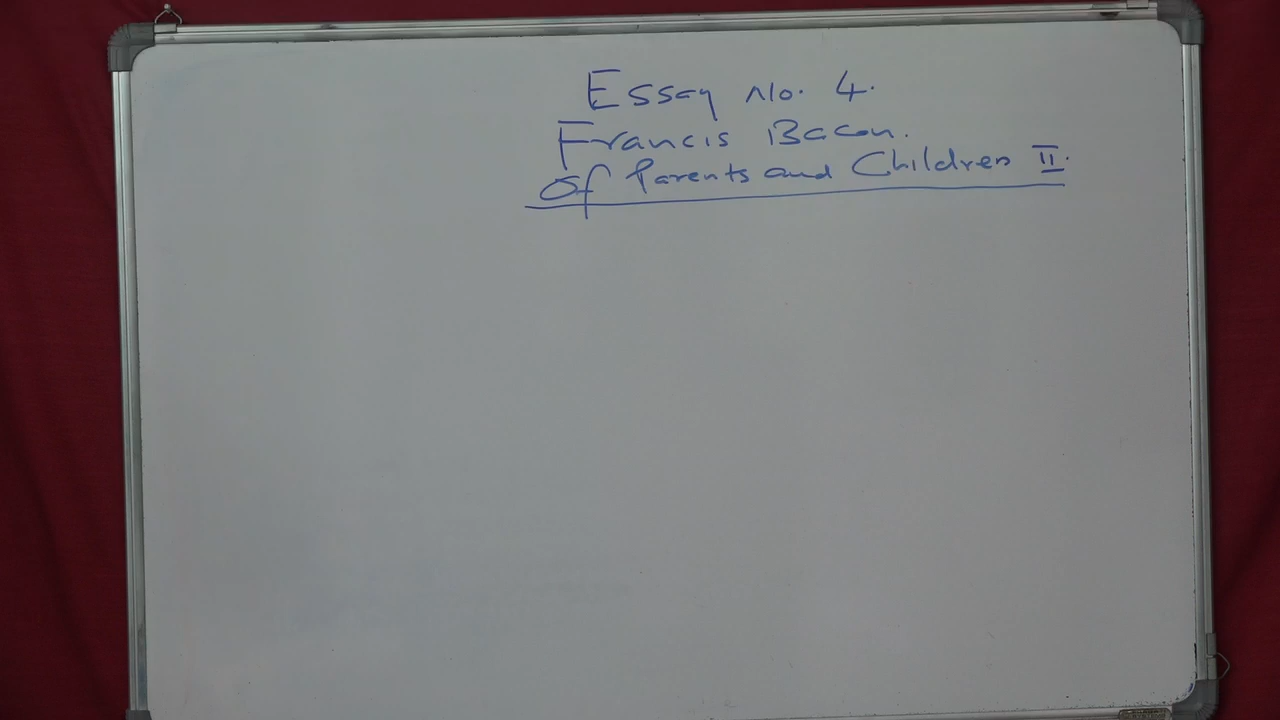 Essay No. 4.
Francis Bacon.
Of Parents and Children II.